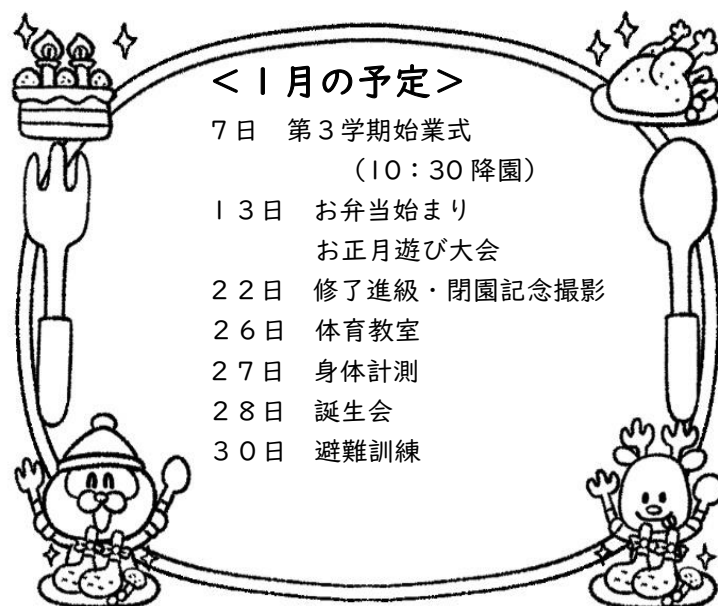 ＜１月の予定＞
７日　第３学期始業式
（10：30降園）
１３日　お弁当始まり
お正月遊び大会
２２日　修了進級・閉園記念撮影
２６日　体育教室
２７日　身体計測
２８日　誕生会
３０日　避難訓練